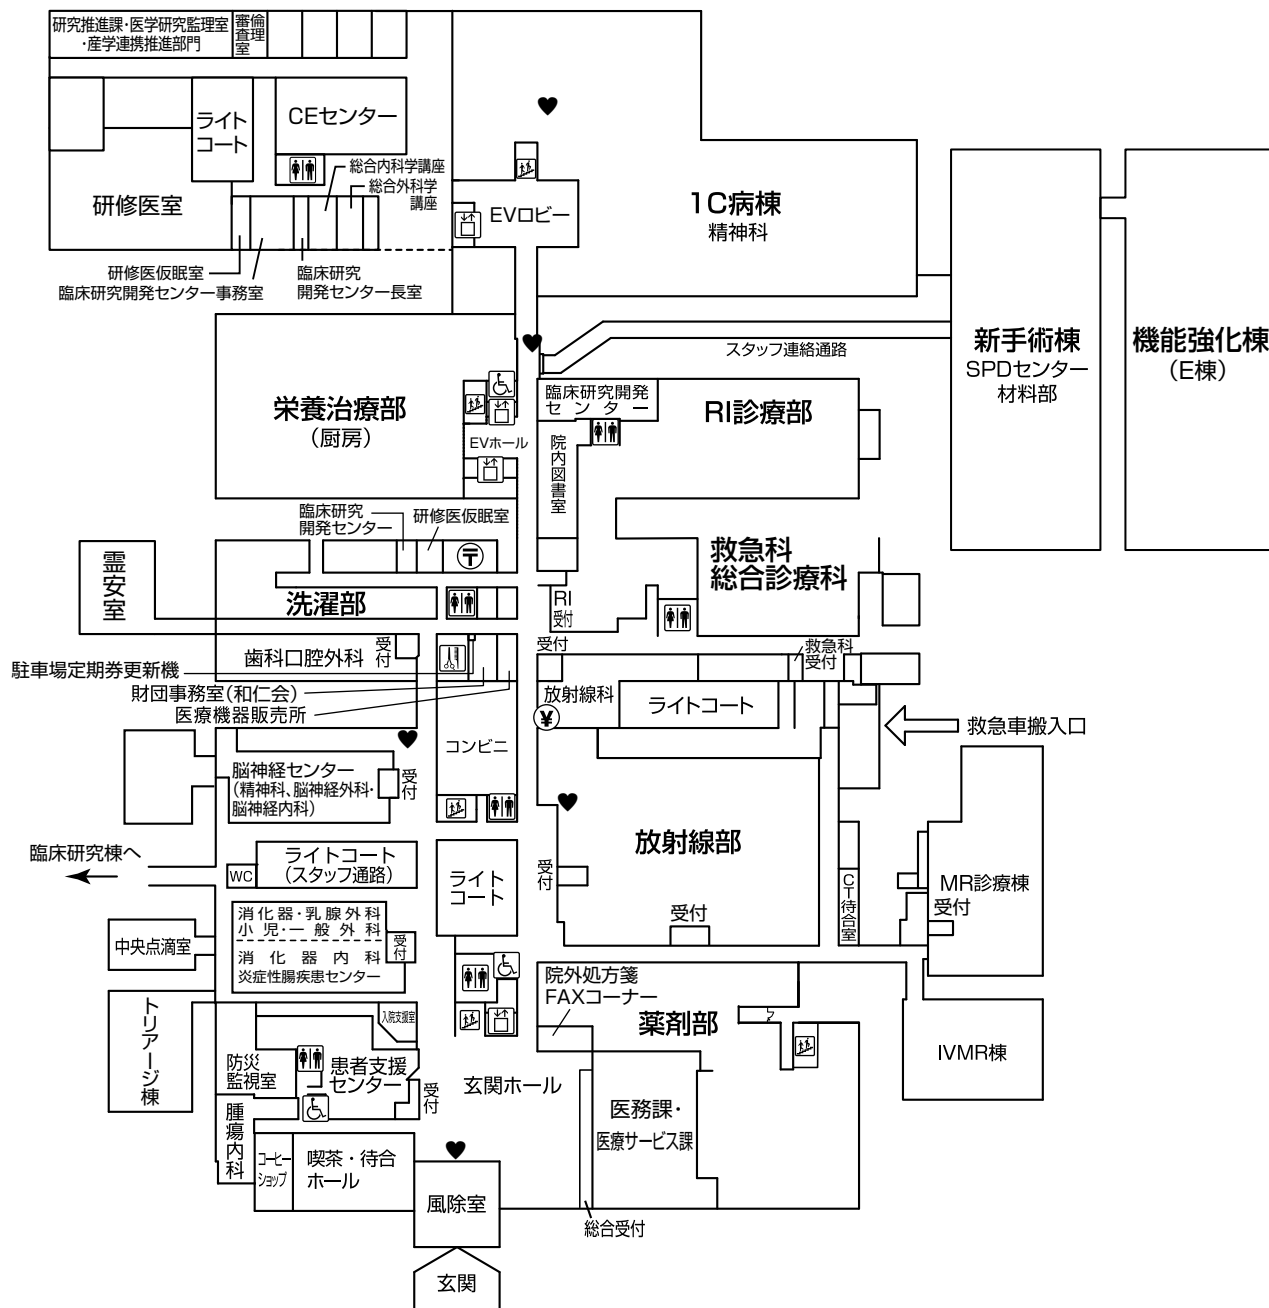 研究推進課・医学研究監理室
・産学連携推進部門
倫理
審査室
ライト
コート
CEセンター
総合内科学講座
総合外科学
講座
研修医室
EVロビー
1C病棟
精神科
研修医仮眠室
臨床研究開発センター事務室
臨床研究
開発センター長室
新手術棟
SPDセンター
材料部
機能強化棟
(E棟)
スタッフ連絡通路
栄養治療部
(厨房)
臨床研究開発
センター
RI診療部
EVホール
院内図書室
臨床研究
開発センター
研修医仮眠室
〒
霊安室
救急科
総合診療科
洗濯部
RI
受付
受付
歯科口腔外科
受付
救急科
受付
駐車場定期券更新機
財団事務室(和仁会)
医療機器販売所
放射線科
¥
ライトコート
救急車搬入口
コンビニ
脳神経センター
(精神科、脳神経外科・
脳神経内科)
受付
放射線部
臨床研究棟へ
WC
ライトコート
(スタッフ通路)
ライト
コート
受付
CT待合室
MR診療棟
受付
受付
中央点滴室
消化器・乳腺外科
小児・一般外科
消化器内科
炎症性腸疾患センター
受付
院外処方箋
FAXコーナー
薬剤部
トリアージ棟
入院支援室
防災
監視室
患者支援
センター
受付
玄関ホール
IVMR棟
医務課・
医療サービス課
腫瘍内科
コーヒー
ショップ
喫茶・待合
ホール
風除室
総合受付
玄関